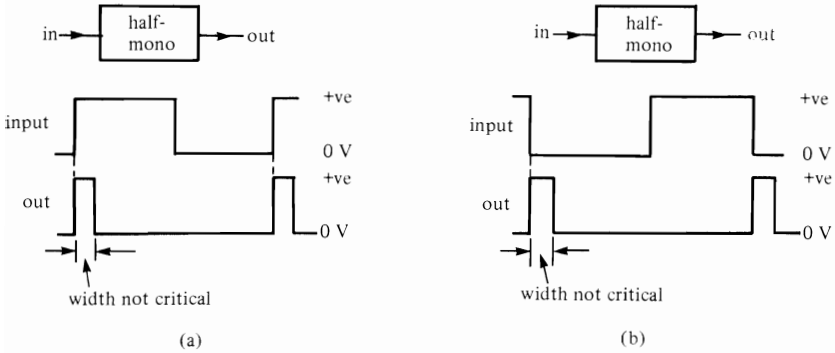 half-
mono
in
out
+ve
input
0 V
+ve
out
0 V
width not critical
(a)
half-
mono
in
out
+ve
input
0 V
+ve
out
0 V
width not critical
(b)